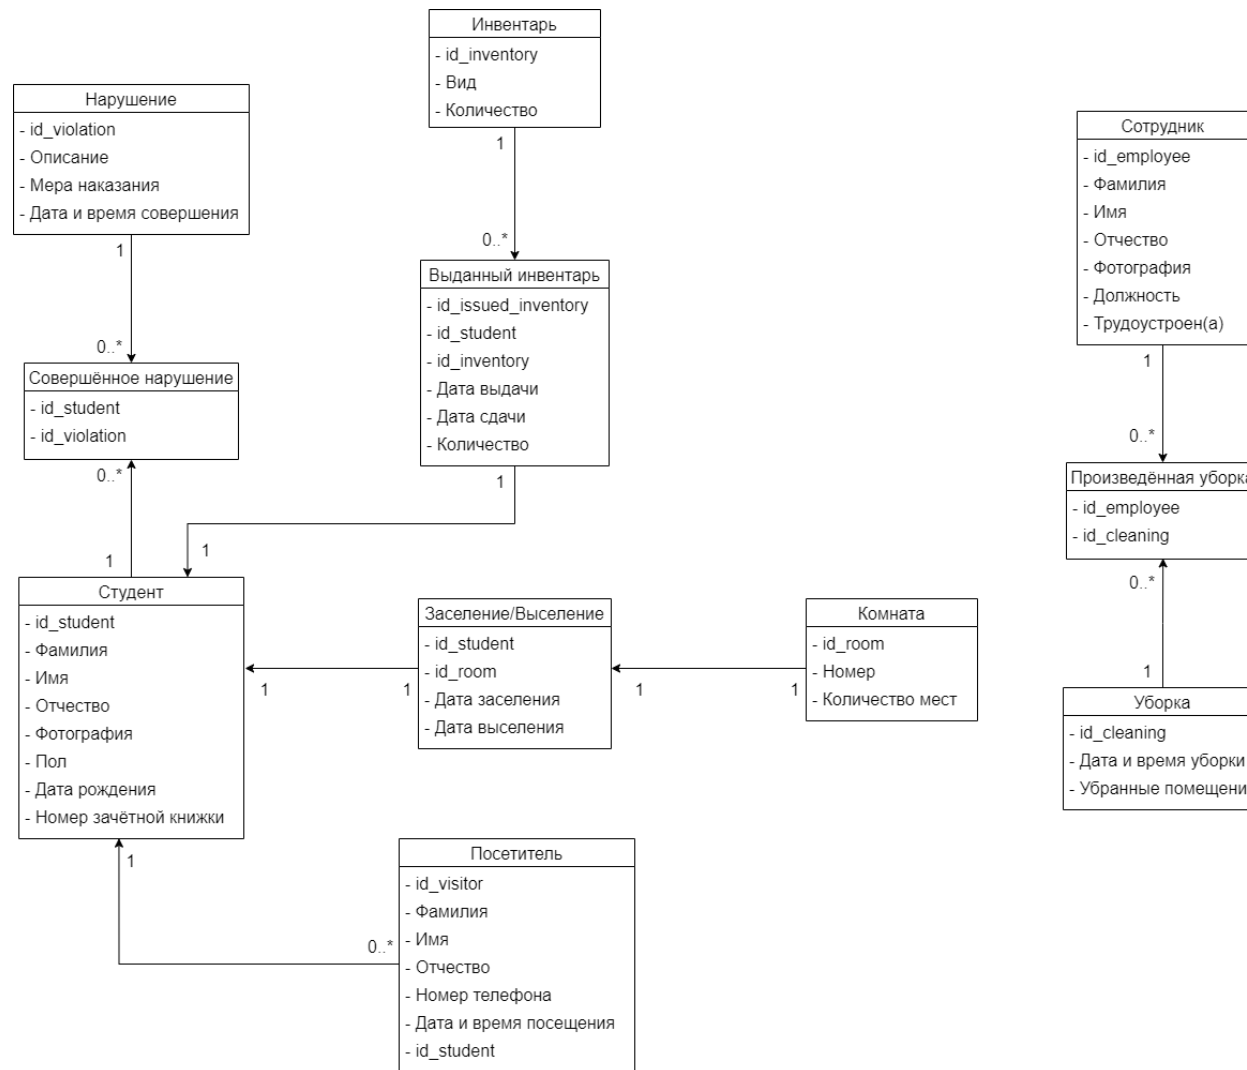 Инвентарь
- id_inventory
- Вид
- Количество
1
0..*
Нарушение
- id_violation
- Описание
- Мера наказания
- Дата и время совершения
1
0..*
Сотрудник
- id_employee
- Фамилия
- Имя
- Отчество
- Фотография
- Должность
- Трудоустроен(а)
1
0..*
Выданный инвентарь
- id_issued_inventory
- id_student
- id_inventory
- Дата выдачи
- Дата сдачи
- Количество
1
1
Совершённое нарушение
- id_student
- id_violation
0..*
1
Произведённая уборка
- id_employee
- id_cleaning
0..*
1
Студент
- id_student
- Фамилия
- Имя
- Отчество
- Фотография
- Пол
- Дата рождения
- Номер зачётной книжки
1
1
Заселение/Выселение
- id_student
- id_room
- Дата заселения
- Дата выселения
1
1
Комната
- id_room
- Номер
- Количество мест
Уборка
- id_cleaning
- Дата и время уборки
- Убранные помещени
1
0..*
Посетитель
- id_visitor
- Фамилия
- Имя
- Отчество
- Номер телефона
- Дата и время посещения
- id_student